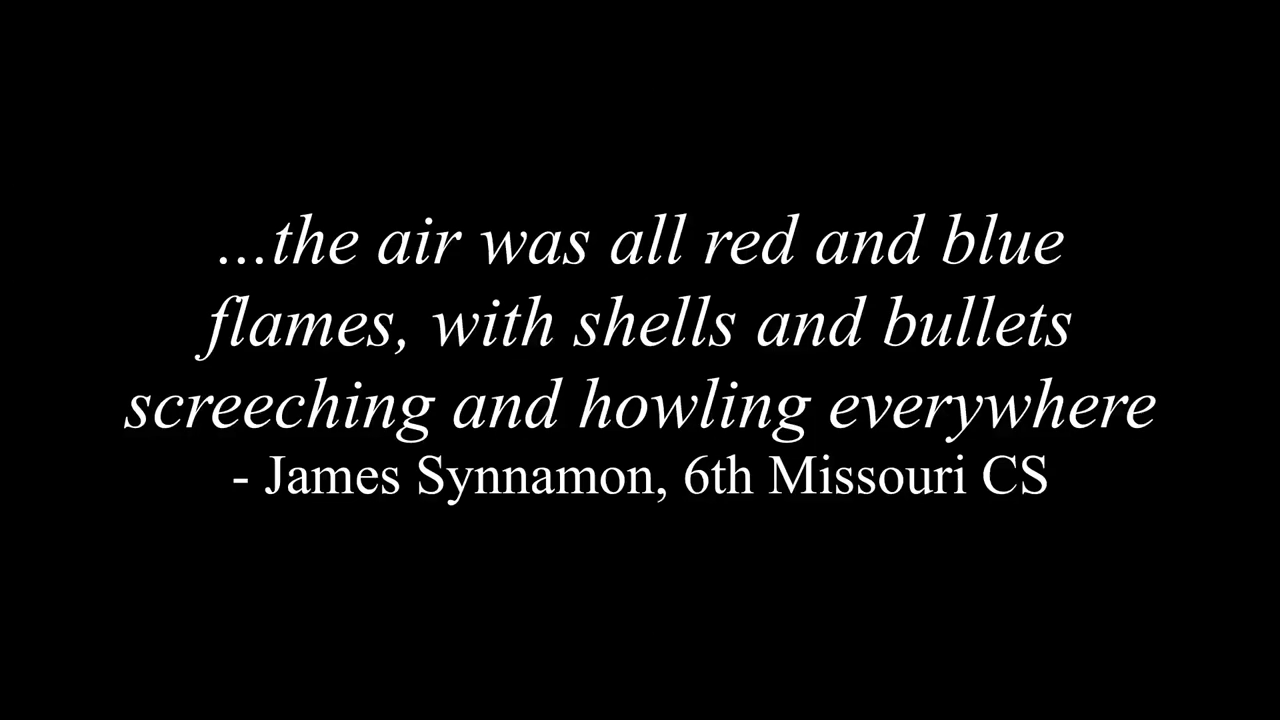 ...the air was all red and blue
flames, with shells and bullets
screeching and howling everywhere
- James Synnamon, 6th Missouri CS